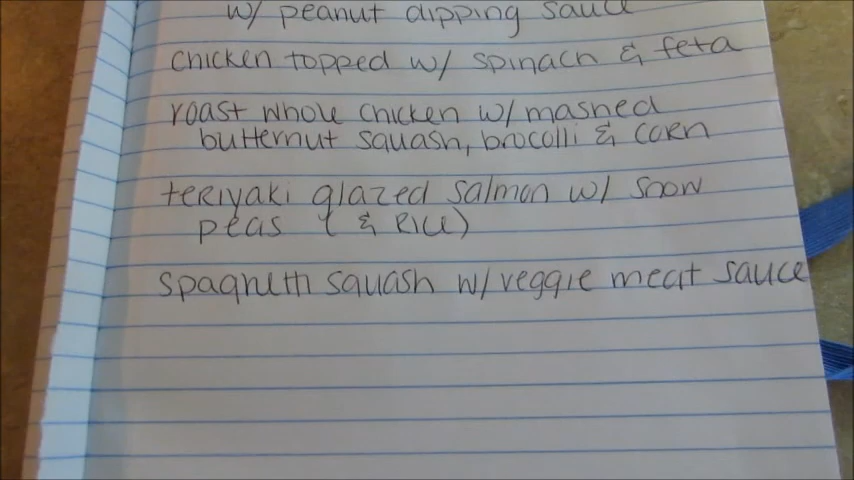 w/ peanut dipping sauce
chicken topped w/ spinach & feta
roast whole chicken w/ mashed
butternut squash, brocolli & corn
teriyaki glazed salmon w/ snow
peas (& rice)
spaghetti squash w/ veggie meat sauce